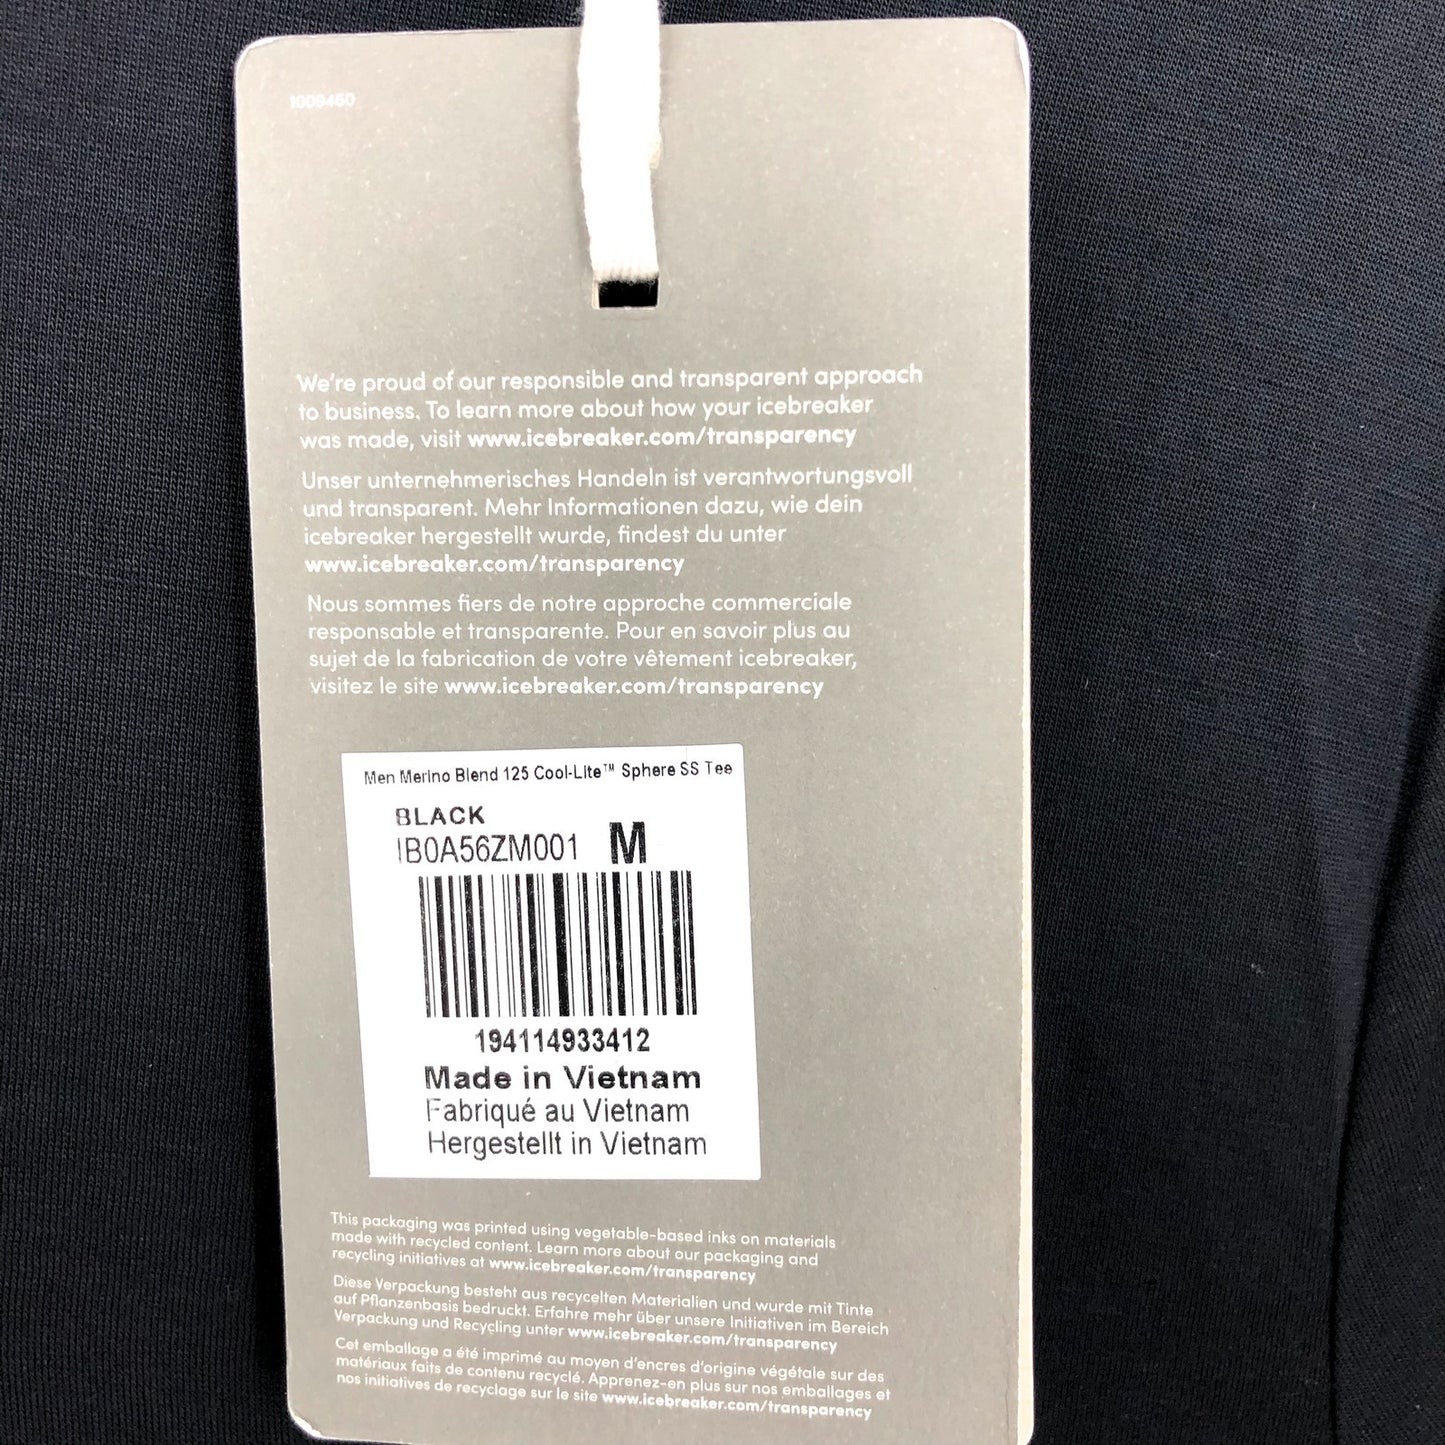 1009460
We're proud of our responsible and transparent approach
to business. To learn more about how your icebreaker
was made, visit www.icebreaker.com/transparency
Unser unternehmerisches Handeln ist verantwortungsvoll
und transparent. Mehr Informationen dazu, wie dein
icebreaker hergestellt wurde, findest du unter
www.icebreaker.com/transparency
Nous sommes fiers de notre approche commerciale
responsable et transparente. Pour en savoir plus au
sujet de la fabrication de votre vêtement icebreaker,
visitez le site www.icebreaker.com/transparency
Men Merino Blend 125 Cool-Lite™ Sphere SS Tee
BLACK
IB0A56ZM001 M
194114933412
Made in Vietnam
Fabriqué au Vietnam
Hergestellt in Vietnam
This packaging was printed using vegetable-based inks on materials
made with recycled content. Learn more about our packaging and
recycling initiatives at www.icebreaker.com/transparency
Diese Verpackung besteht aus recycelten Materialien und wurde mit Tinte
auf Pflanzenbasis bedruckt. Erfahre mehr über unsere Initiativen im Bereich
Verpackung und Recycling unter www.icebreaker.com/transparency
Cet emballage a été imprimé au moyen d'encres d'origine végétale sur des
matériaux faits de contenu recyclé. Apprenez-en plus sur nos emballages et
nos initiatives de recyclage sur le site www.icebreaker.com/transparency